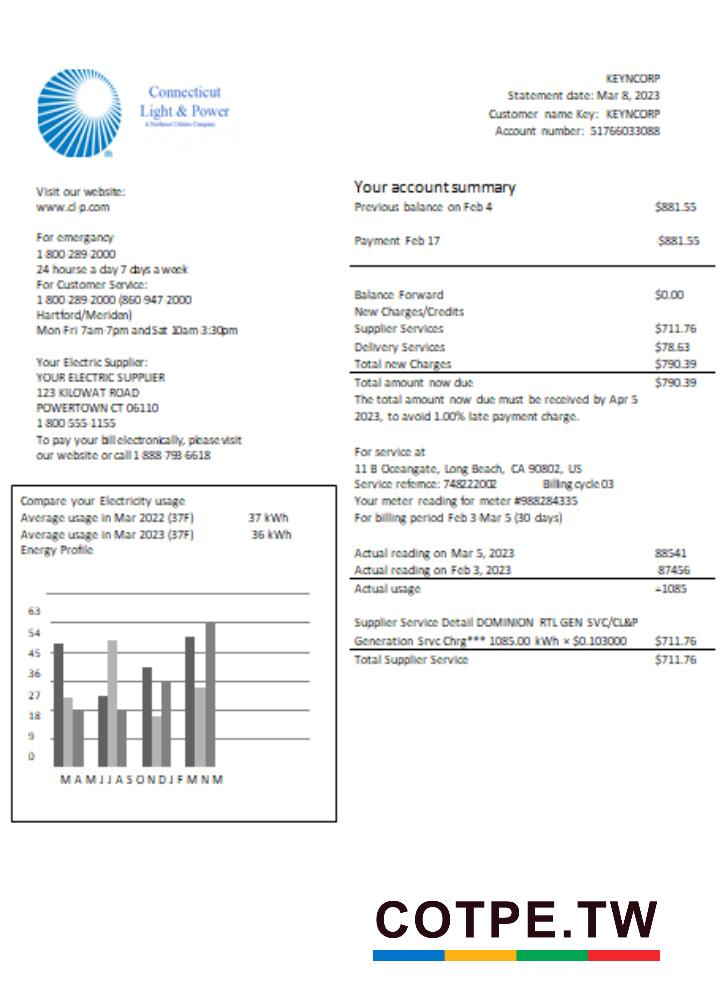 Connecticut
Light & Power
A Northeast Utilities Company
KEYNCORP
Statement date: Mar 8, 2023
Customer name Key: KEYNCORP
Account number: 51766033088
Visit our website:
www.cl-p.com
For emergancy
1 800 289 2000
24 hourse a day 7 days a week
For Customer Service:
1 800 289 2000 (860 947 2000
Hartford/Meriden)
Mon-Fri 7am-7pm and Sat 10am-3:30pm
Your Electric Supplier:
YOUR ELECTRIC SUPPLIER
123 KILOWAT ROAD
POWERTOWN CT 06110
1 800 555 1155
To pay your bill electronically, please visit
our website or call 1-888-793-6618
Your account summary
Previous balance on Feb 4 $881.55
Payment Feb 17 $881.55
Balance Forward $0.00
New Charges/Credits
Supplier Services $711.76
Delivery Services $78.63
Total new Charges $790.39
Total amount now due $790.39
The total amount now due must be received by Apr 5
2023, to avoid 1.00% late payment charge.
For service at
11 B Oceangate, Long Beach, CA 90802, US
Service refernce: 748222002 Billing cycle 03
Your meter reading for meter #988284335
For billing period Feb 3-Mar 5 (30 days)
Actual reading on Mar 5, 2023 88541
Actual reading on Feb 3, 2023 87456
Actual usage =1085
Supplier Service Detail DOMINION RTL GEN SVC/CL&P
Generation Srvc Chrg*** 1085.00 kWh × $0.103000 $711.76
Total Supplier Service $711.76
Compare your Electricity usage
Average usage in Mar 2022 (37F) 37 kWh
Average usage in Mar 2023 (37F) 36 kWh
Energy Profile
63
54
45
36
27
18
9
0
M A M J J A S O N D J F M N M
COTPE.TW